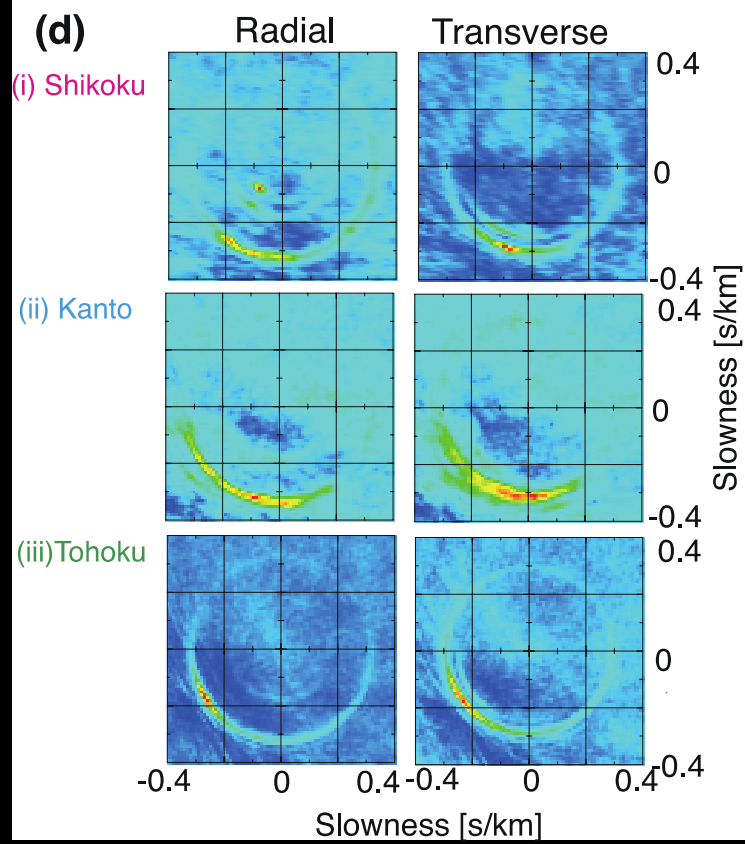 (d)
Radial
Transverse
(i) Shikoku
0.4
0
-0.4
(ii) Kanto
0.4
0
-0.4
Slowness [s/km]
(iii)Tohoku
0.4
0
-0.4
-0.4
0
0.4
-0.4
0
0.4
Slowness [s/km]